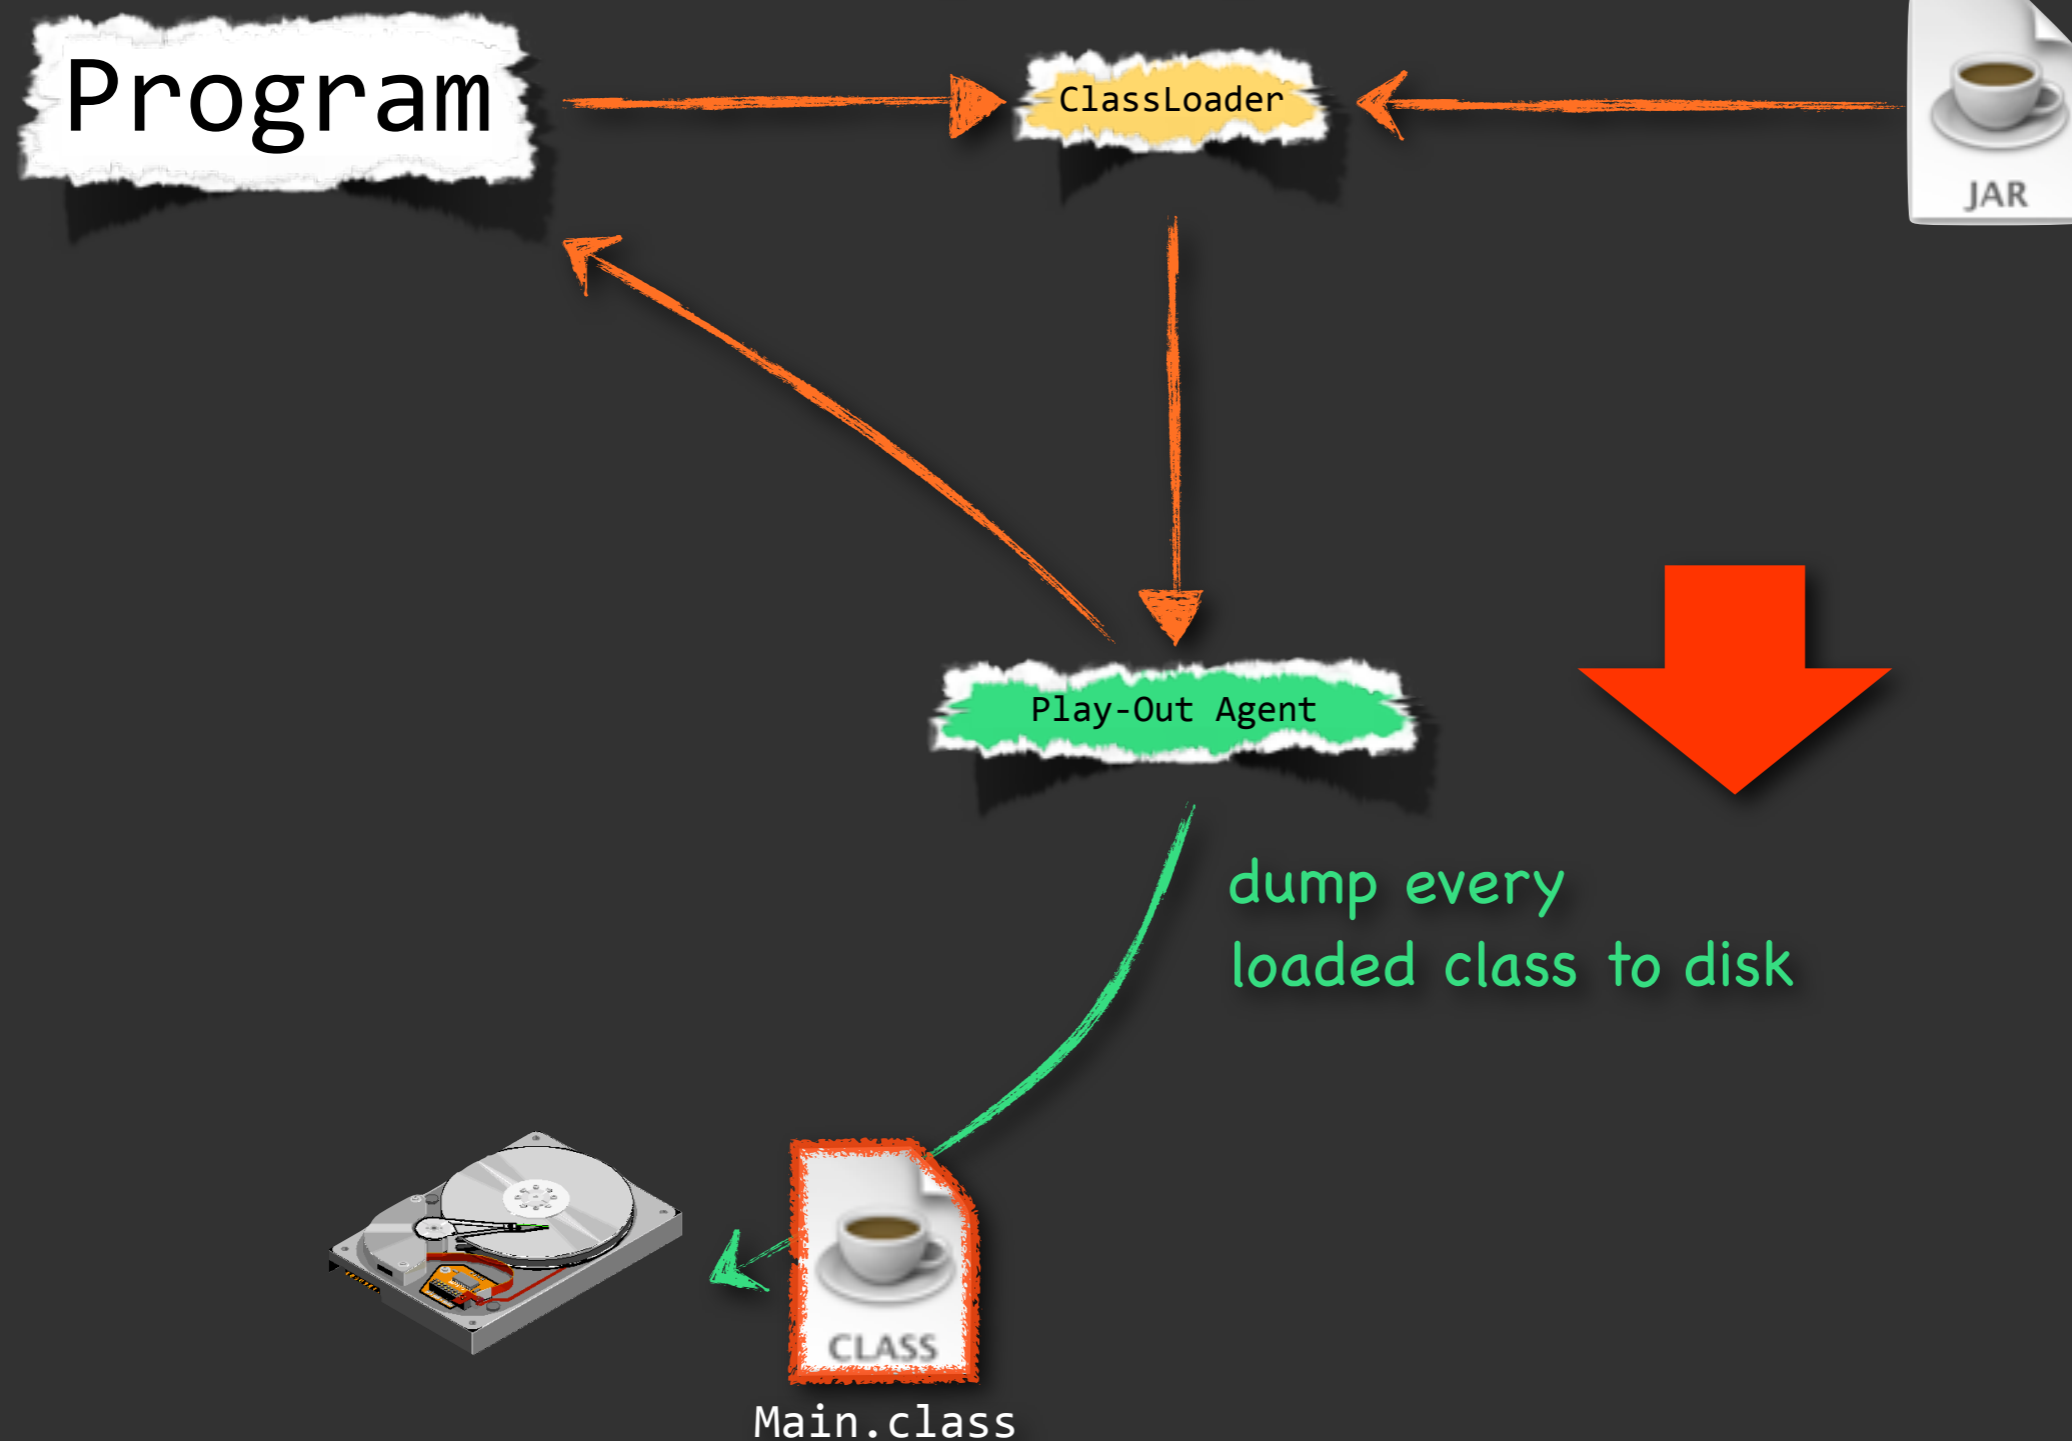 Program
ClassLoader
JAR
Play-Out Agent
dump every
loaded class to disk
CLASS
Main.class